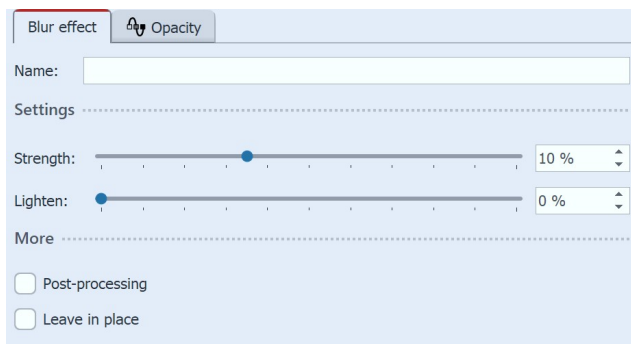 Blur effect Opacity
Name:
Settings
Strength: 10 %
Lighten: 0 %
More
Post-processing
Leave in place